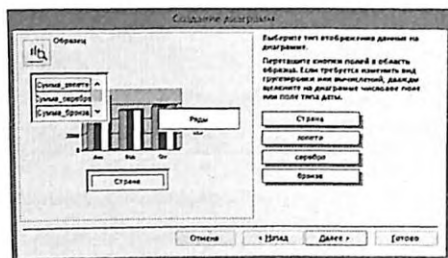 Создание диаграмм
Образец
Выберите тип отображения данных на диаграмме.
Перетащите кнопки полей в область
образца. Если требуется изменить вид
группировки или вычислений, дважды
щелкните на диаграмме числовое поле
или поле типа даты.
Сумма_золото
Сумма_серебро
Сумма_бронза
Ряды
Страна
Страна
золото
серебро
бронза
Отмена
< Назад
Далее >
Готово